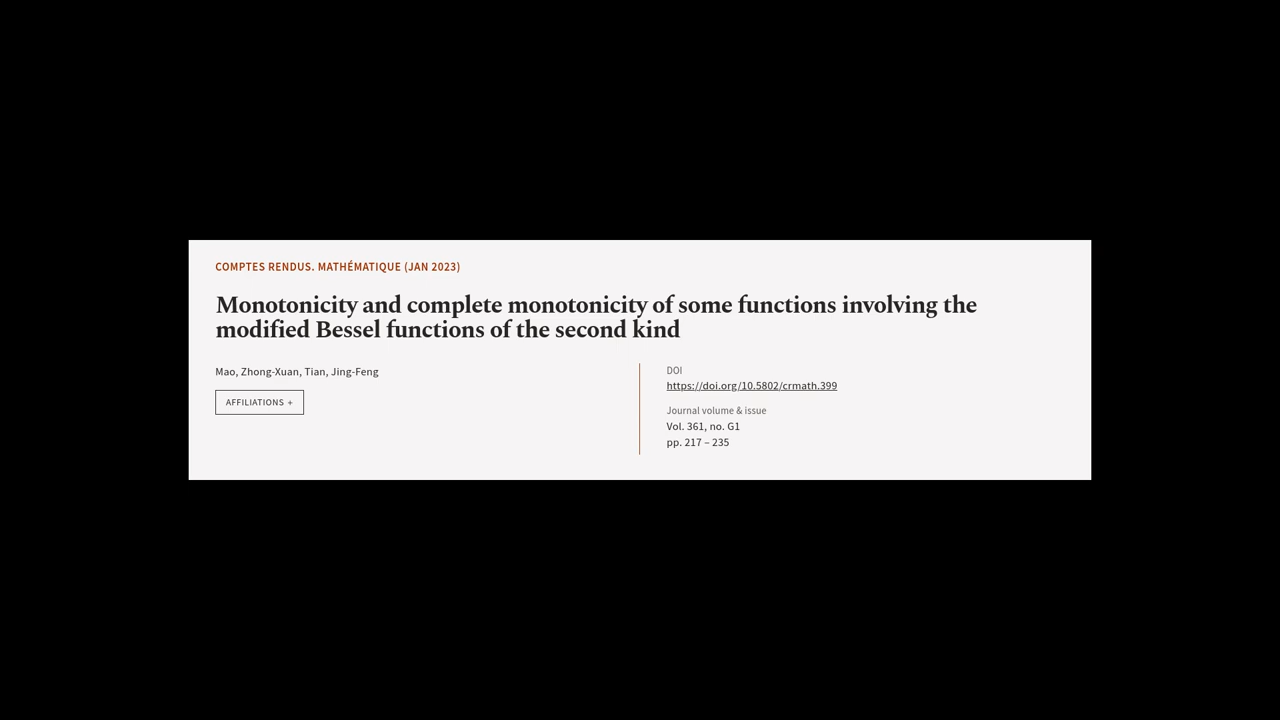 COMPTES RENDUS. MATHÉMATIQUE (JAN 2023)
Monotonicity and complete monotonicity of some functions involving the
modified Bessel functions of the second kind
Mao, Zhong-Xuan, Tian, Jing-Feng
AFFILIATIONS +
DOI
https://doi.org/10.5802/crmath.399
Journal volume & issue
Vol. 361, no. G1
pp. 217 – 235